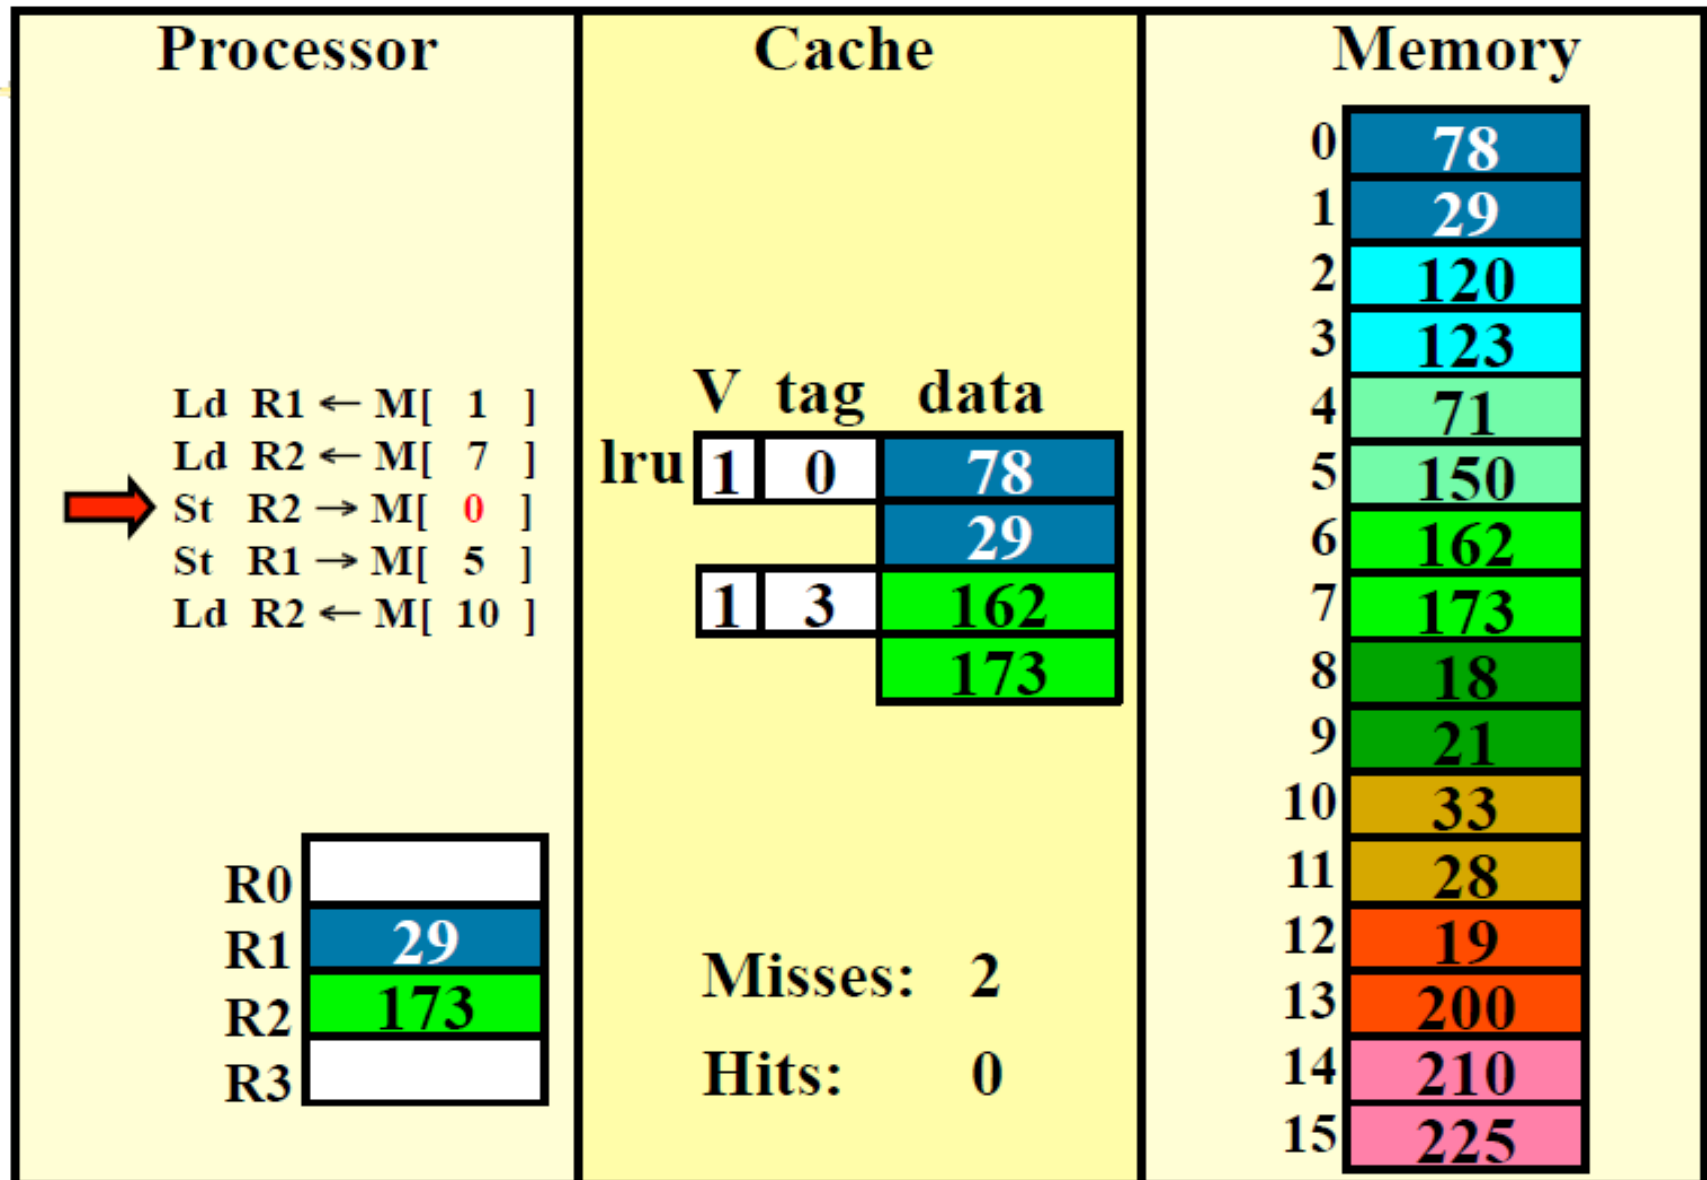 Processor
Ld R1 ← M[ 1 ]
Ld R2 ← M[ 7 ]
St R2 → M[ 0 ]
St R1 → M[ 5 ]
Ld R2 ← M[ 10 ]
R0
R1 29
R2 173
R3
Cache
V tag data
lru 1 0 78
29
1 3 162
173
Misses: 2
Hits: 0
Memory
0 78
1 29
2 120
3 123
4 71
5 150
6 162
7 173
8 18
9 21
10 33
11 28
12 19
13 200
14 210
15 225